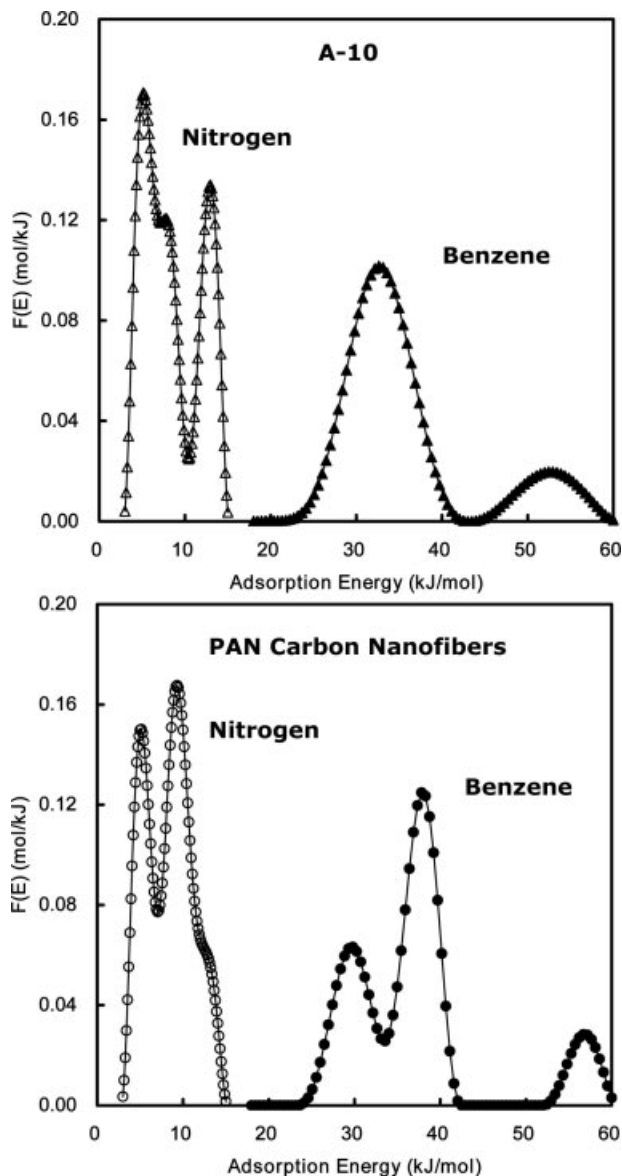 0.20
A-10
0.16
Nitrogen
0.12
Benzene
F(E) (mol/kJ)
0.08
0.04
0.00
0 10 20 30 40 50 60
Adsorption Energy (kJ/mol)
0.20
PAN Carbon Nanofibers
0.16
Nitrogen
Benzene
0.12
F(E) (mol/kJ)
0.08
0.04
0.00
0 10 20 30 40 50 60
Adsorption Energy (kJ/mol)